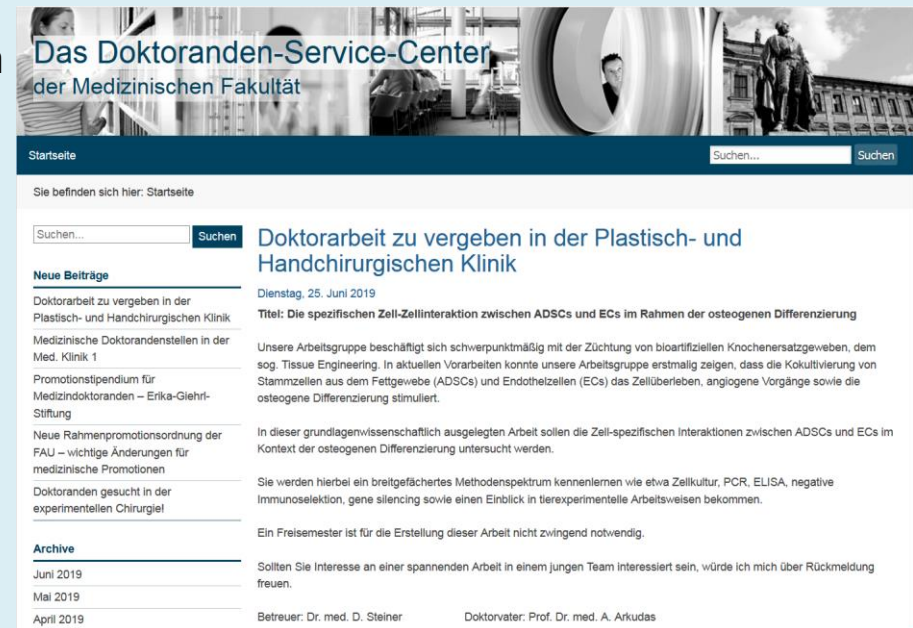 n
Das Doktoranden-Service-Center
der Medizinischen Fakultät
Startseite
Suchen...
Suchen
Sie befinden sich hier: Startseite
Suchen...
Suchen
Neue Beiträge
Doktorarbeit zu vergeben in der
Plastisch- und Handchirurgischen Klinik
Medizinische Doktorandenstellen in der
Med. Klinik 1
Promotionstipendium für
Medizindoktoranden – Erika-Giehrl-
Stiftung
Neue Rahmenpromotionsordnung der
FAU – wichtige Änderungen für
medizinische Promotionen
Doktoranden gesucht in der
experimentellen Chirurgie!
Archive
Juni 2019
Mai 2019
April 2019
Doktorarbeit zu vergeben in der Plastisch- und
Handchirurgischen Klinik
Dienstag, 25. Juni 2019
Titel: Die spezifischen Zell-Zellinteraktion zwischen ADSCs und ECs im Rahmen der osteogenen Differenzierung
Unsere Arbeitsgruppe beschäftigt sich schwerpunktmäßig mit der Züchtung von bioartifiziellen Knochenersatzgeweben, dem
sog. Tissue Engineering. In aktuellen Vorarbeiten konnte unsere Arbeitsgruppe erstmalig zeigen, dass die Kokultivierung von
Stammzellen aus dem Fettgewebe (ADSCs) und Endothelzellen (ECs) das Zellüberleben, angiogene Vorgänge sowie die
osteogene Differenzierung stimuliert.
In dieser grundlagenwissenschaftlich ausgelegten Arbeit sollen die Zell-spezifischen Interaktionen zwischen ADSCs und ECs im
Kontext der osteogenen Differenzierung untersucht werden.
Sie werden hierbei ein breitgefächertes Methodenspektrum kennenlernen wie etwa Zellkultur, PCR, ELISA, negative
Immunoselektion, gene silencing sowie einen Einblick in tierexperimentelle Arbeitsweisen bekommen.
Ein Freisemester ist für die Erstellung dieser Arbeit nicht zwingend notwendig.
Sollten Sie Interesse an einer spannenden Arbeit in einem jungen Team interessiert sein, würde ich mich über Rückmeldung
freuen.
Betreuer: Dr. med. D. Steiner Doktorvater: Prof. Dr. med. A. Arkudas